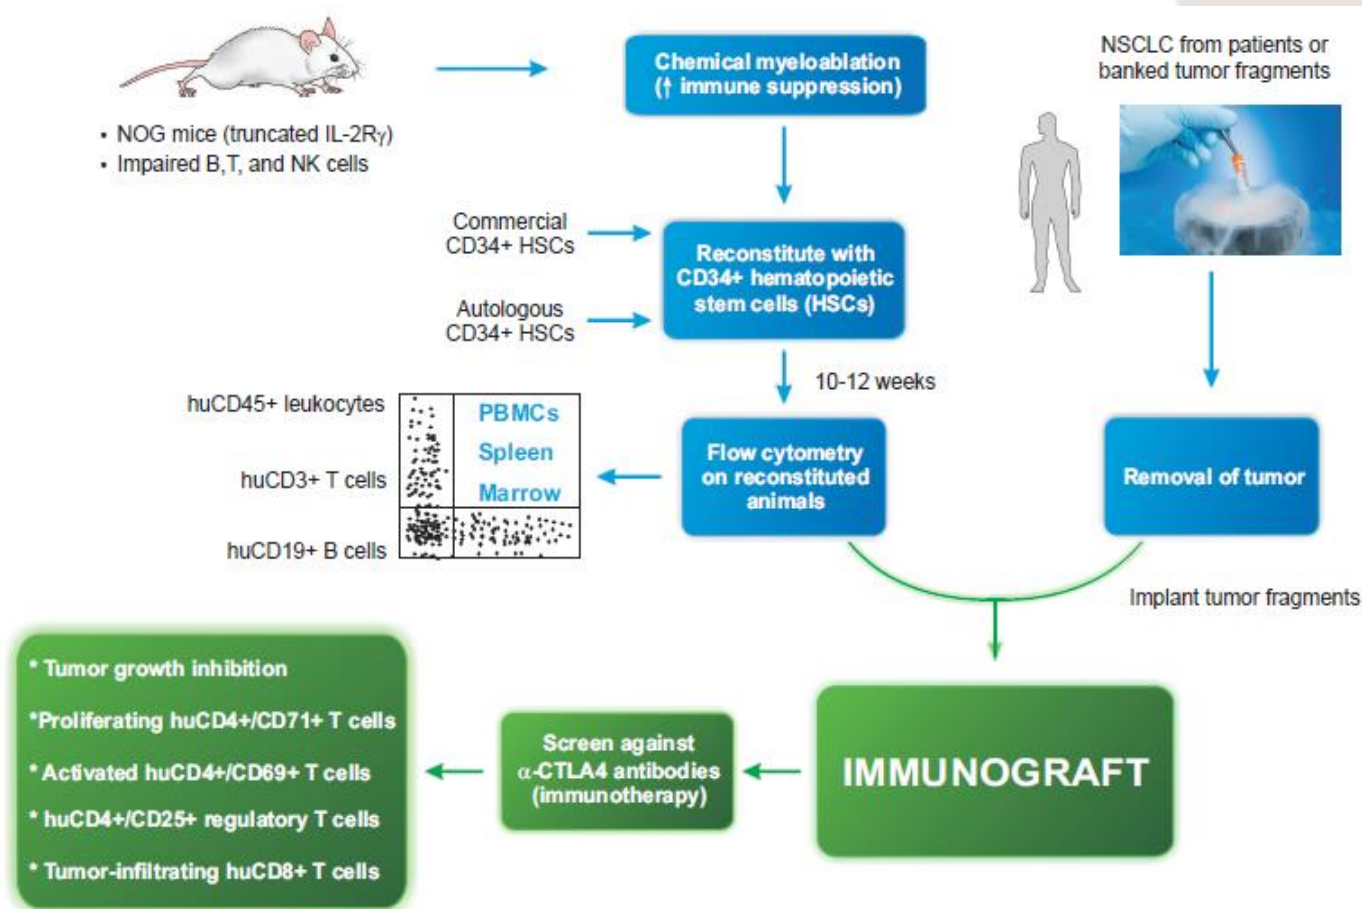 • NOG mice (truncated IL-2Rγ)
• Impaired B,T, and NK cells
Chemical myeloablation
(↑ immune suppression)
NSCLC from patients or
banked tumor fragments
Commercial
CD34+ HSCs
Autologous
CD34+ HSCs
Reconstitute with
CD34+ hematopoietic
stem cells (HSCs)
10-12 weeks
huCD45+ leukocytes
huCD3+ T cells
huCD19+ B cells
PBMCs
Spleen
Marrow
Flow cytometry
on reconstituted
animals
Removal of tumor
Implant tumor fragments
IMMUNOGRAFT
Screen against
α-CTLA4 antibodies
(immunotherapy)
* Tumor growth inhibition
*Proliferating huCD4+/CD71+ T cells
* Activated huCD4+/CD69+ T cells
* huCD4+/CD25+ regulatory T cells
* Tumor-infiltrating huCD8+ T cells